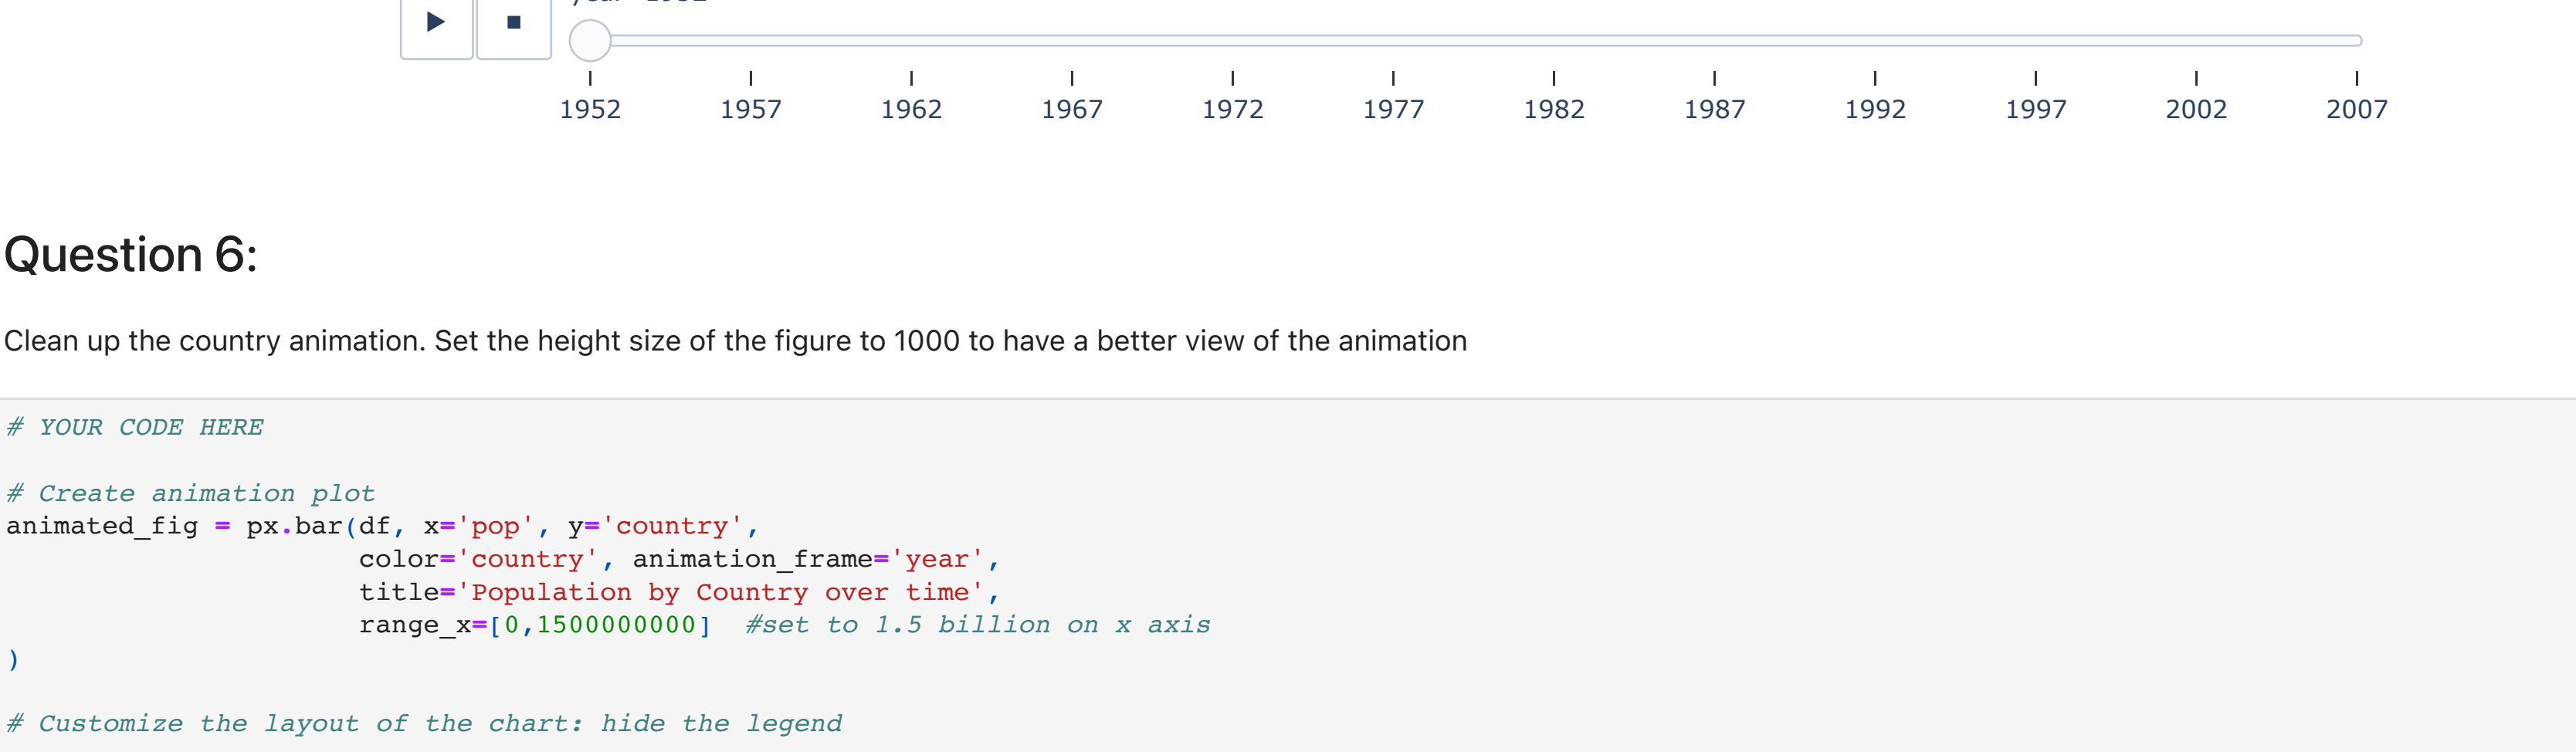 1952 1957 1962 1967 1972 1977 1982 1987 1992 1997 2002 2007
Question 6:
Clean up the country animation. Set the height size of the figure to 1000 to have a better view of the animation
# YOUR CODE HERE
# Create animation plot
animated_fig = px.bar(df, x='pop', y='country',
color='country', animation_frame='year',
title='Population by Country over time',
range_x=[0,1500000000]  #set to 1.5 billion on x axis
)
# Customize the layout of the chart: hide the legend